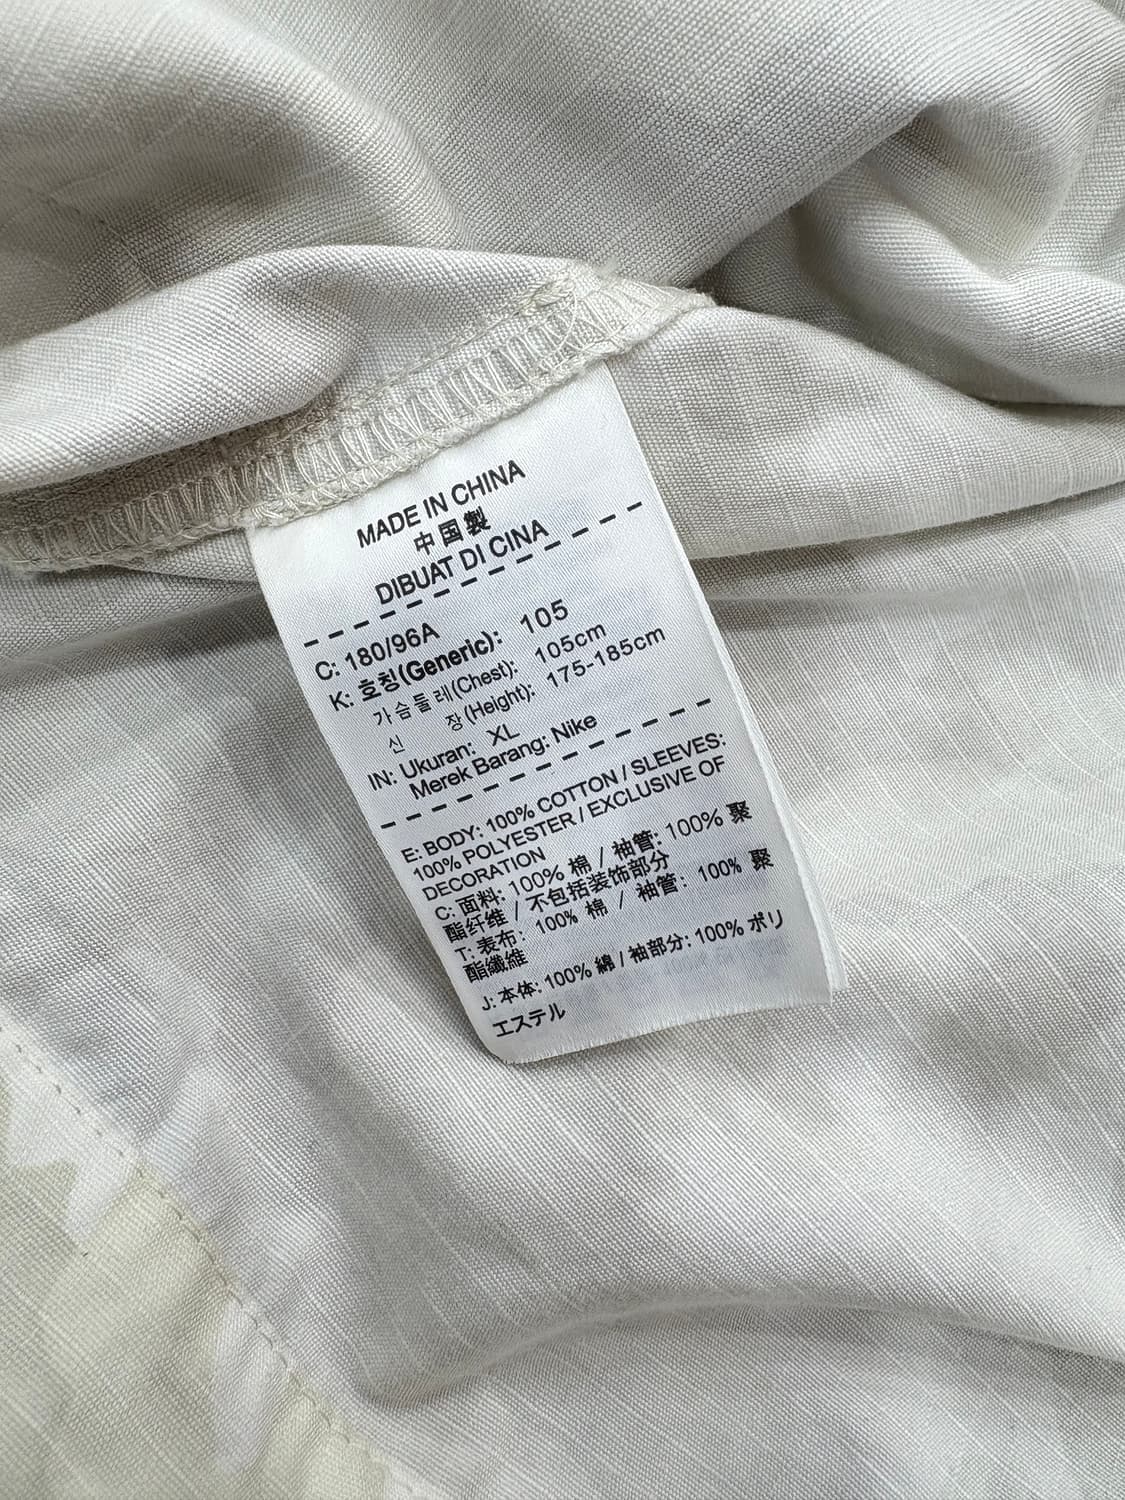 MADE IN CHINA
中国製
DIBUAT DI CINA
C: 180/96A
K: 호칭(Generic): 105
가슴둘레(Chest): 105cm
신 장(Height): 175-185cm
IN: Ukuran: XL
Merek Barang: Nike
E: BODY: 100% COTTON / SLEEVES:
100% POLYESTER / EXCLUSIVE OF
DECORATION
C: 面料: 100% 棉 / 袖管: 100% 聚
酯纤维 / 不包括装饰部分
T: 表布: 100% 棉 / 袖管: 100% 聚
酯纖維
J: 本体: 100% 綿 / 袖部分: 100% ポリ
エステル